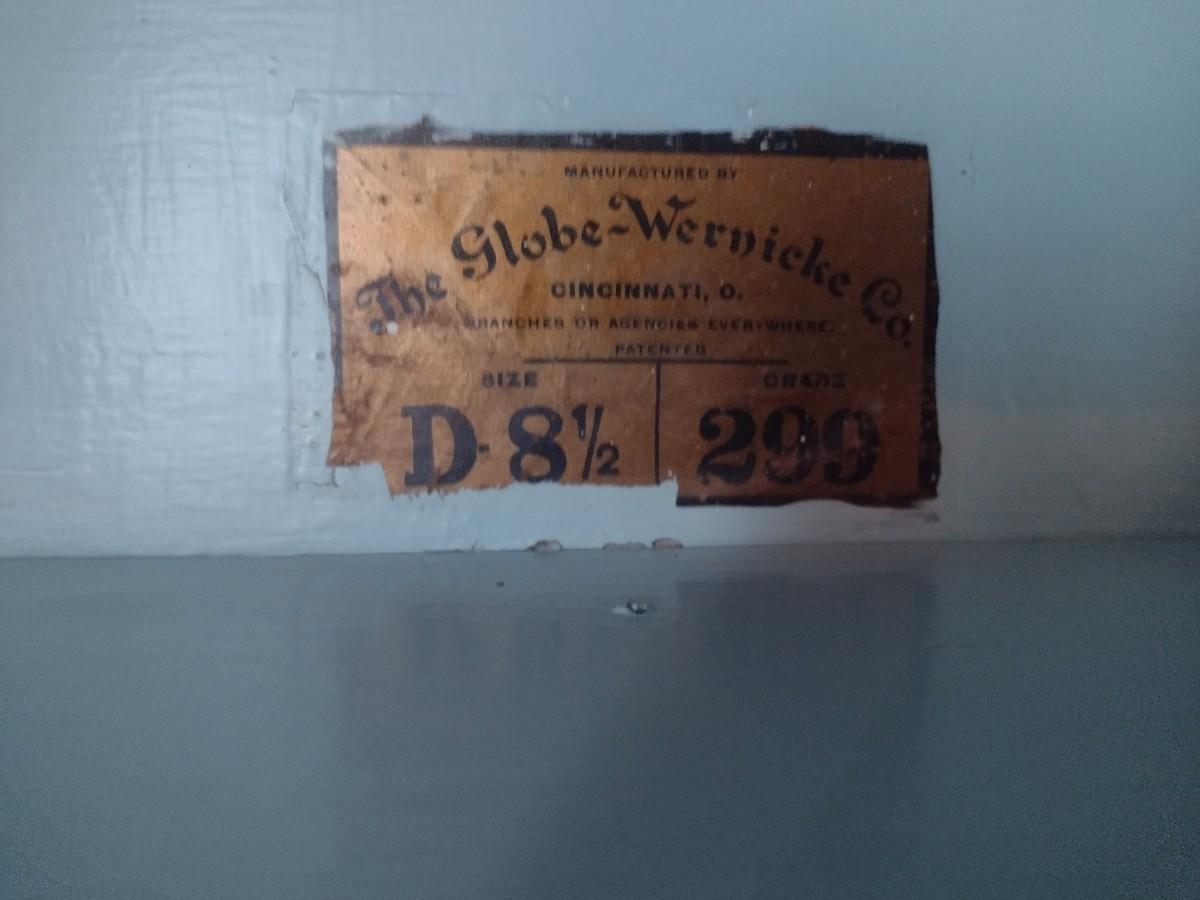 MANUFACTURED BY
The Globe-Wernicke Co.
CINCINNATI, O.
BRANCHES OR AGENCIES EVERYWHERE.
PATENTED
SIZE GRADE
D-8½ 299